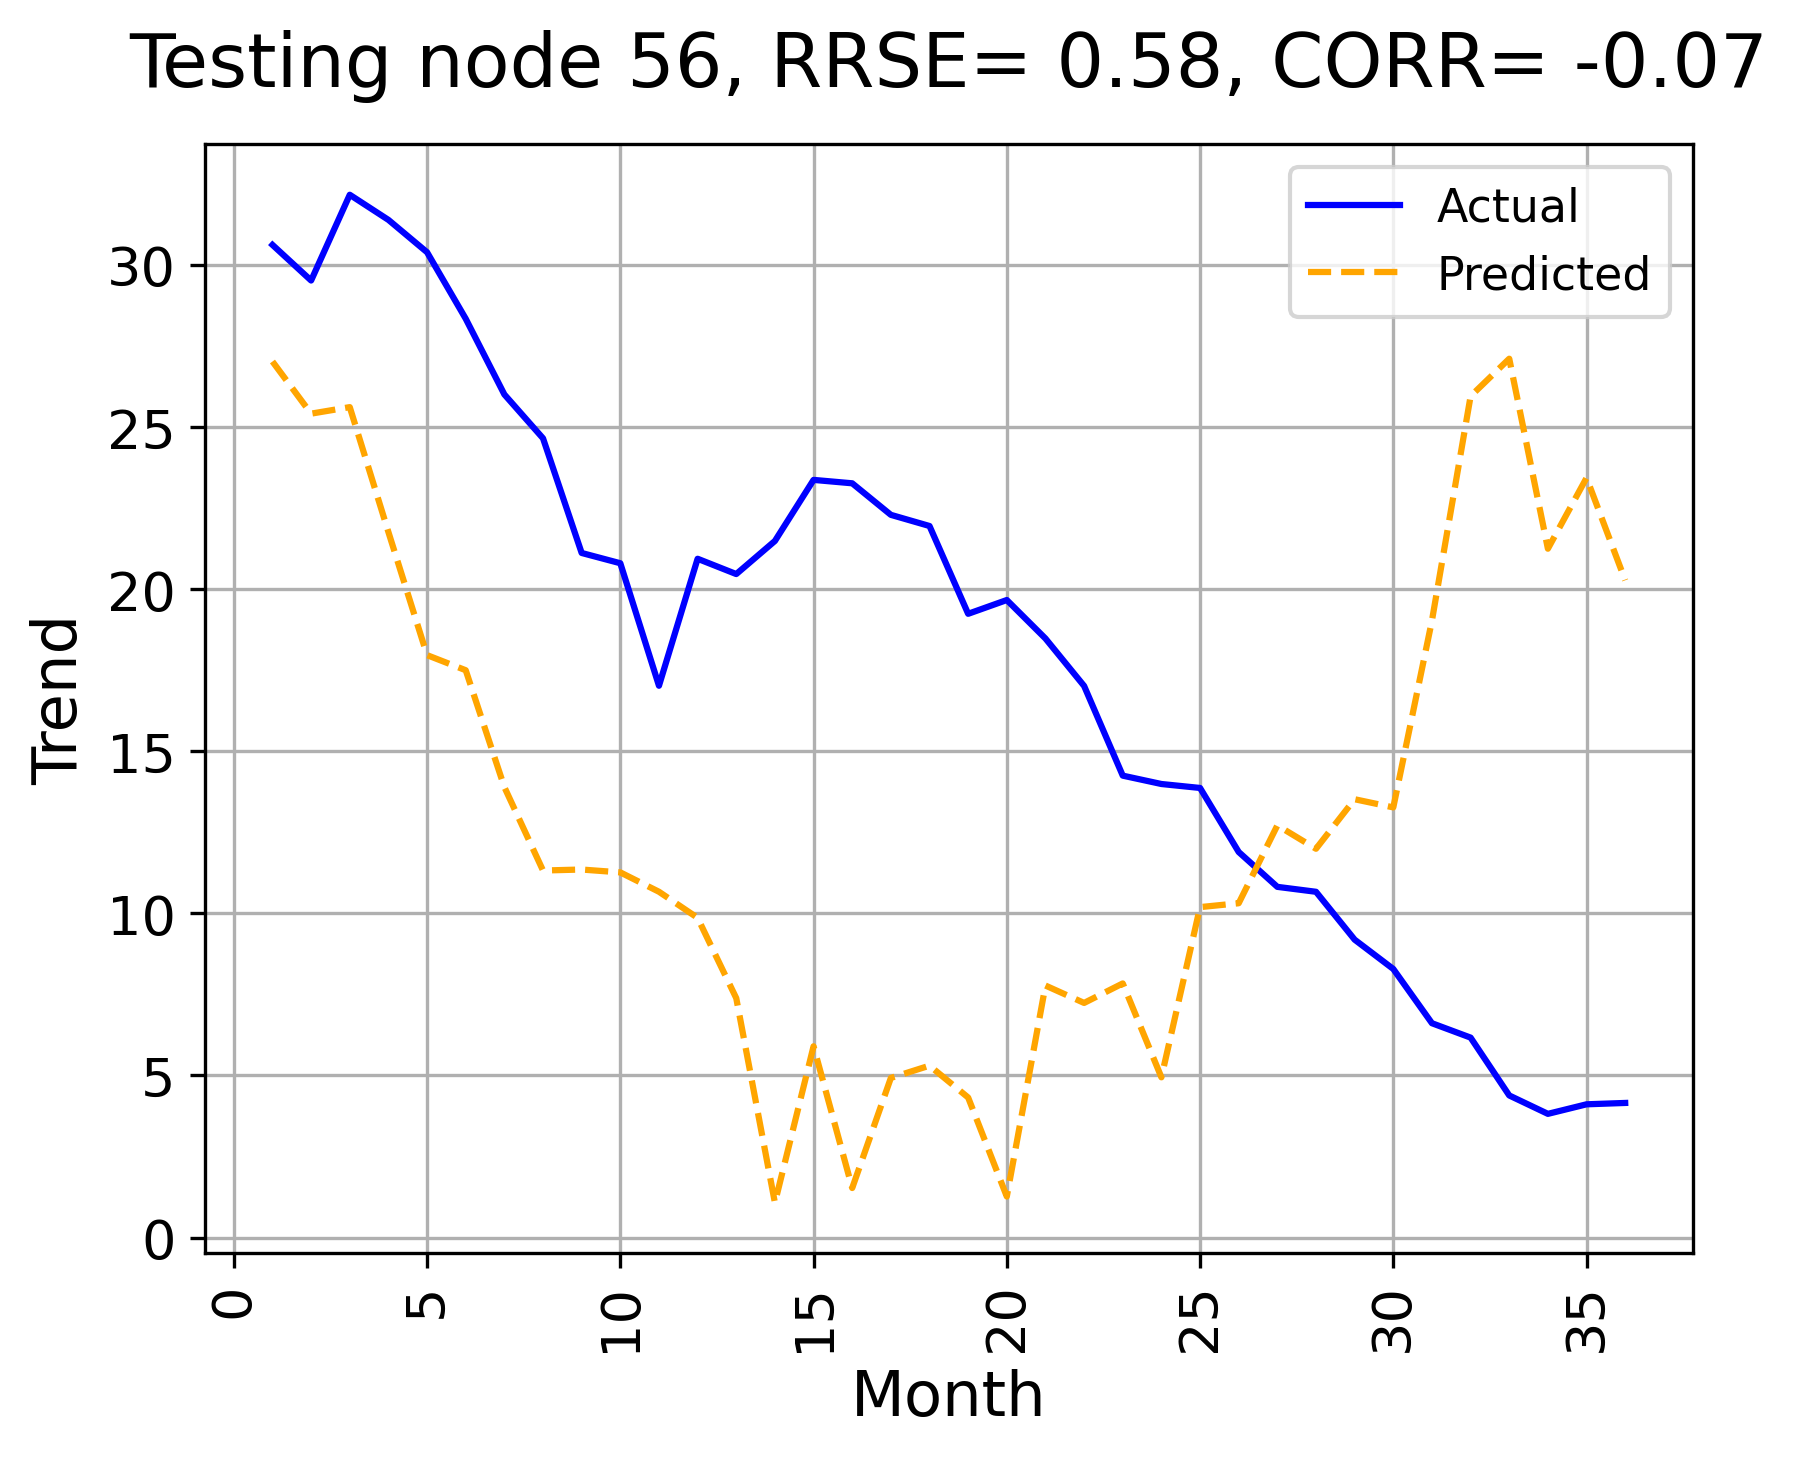 Testing node 56, RRSE= 0.58, CORR= -0.07
Actual
Predicted
Trend
30
25
20
15
10
5
0
0 5 10 15 20 25 30 35
Month